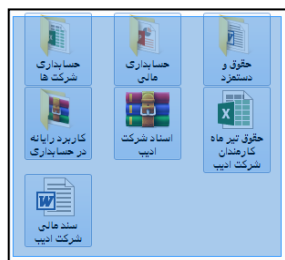 حقوق و
دستمزد
حسابداری
مالی
حسابداری
شرکت ها
حقوق تیر ماه
کارمندان
شرکت ادیب
اسناد شرکت
ادیب
کاربرد رایانه
در حسابداری
سند مالی
شرکت ادیب